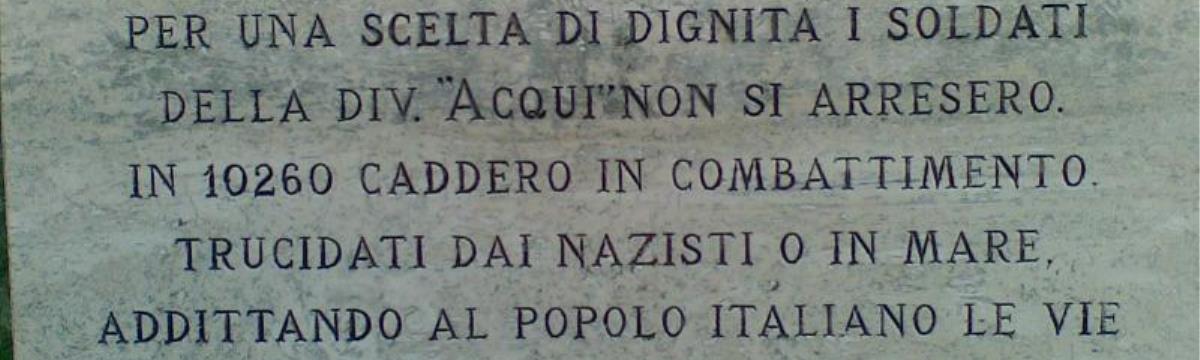 PER UNA SCELTA DI DIGNITA I SOLDATI
DELLA DIV. "ACQUI" NON SI ARRESERO.
IN 10260 CADDERO IN COMBATTIMENTO.
TRUCIDATI DAI NAZISTI O IN MARE,
ADDITTANDO AL POPOLO ITALIANO LE VIE